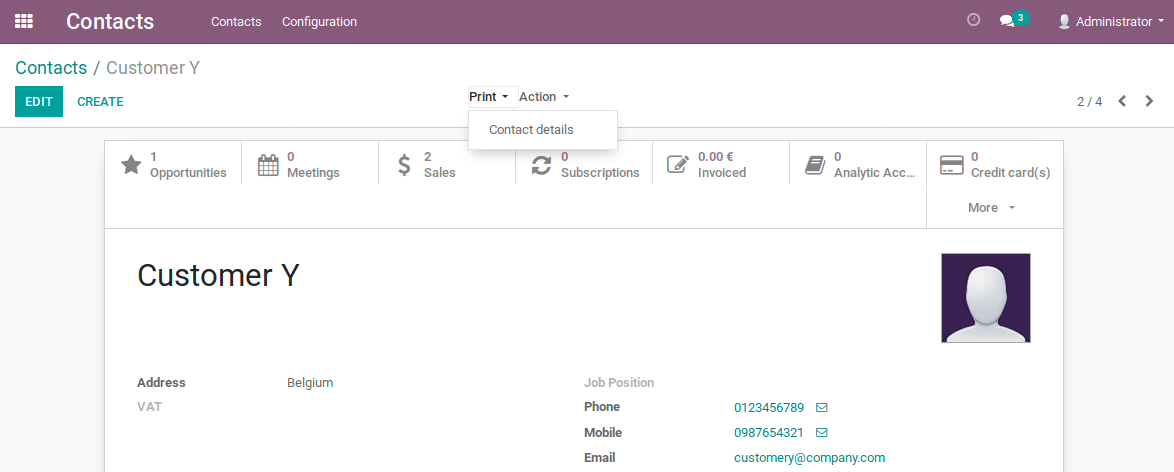 Contacts Contacts Configuration 3 Administrator
Contacts / Customer Y
EDIT CREATE Print Action 2 / 4
Contact details
1 Opportunities
0 Meetings
$ 2 Sales
0 Subscriptions
0.00 € Invoiced
0 Analytic Acc...
0 Credit card(s)
More
Customer Y
Address Belgium
VAT
Job Position
Phone 0123456789
Mobile 0987654321
Email customery@company.com